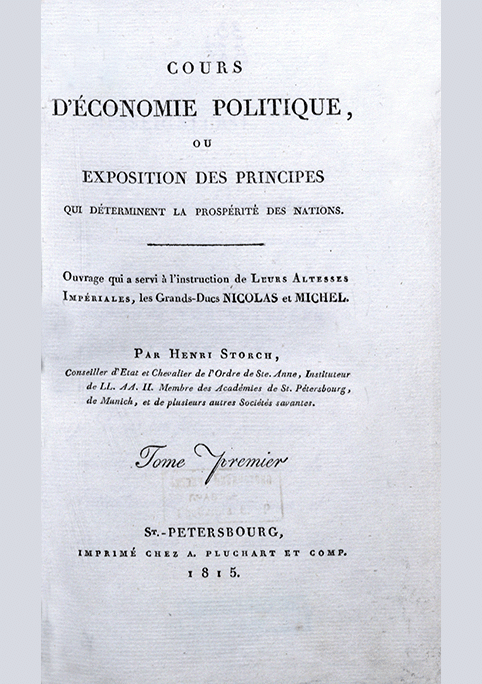 COURS
D'ÉCONOMIE POLITIQUE,
OU
EXPOSITION DES PRINCIPES
QUI DÉTERMINENT LA PROSPÉRITÉ DES NATIONS.
Ouvrage qui a servi à l'instruction de LEURS ALTESSES
IMPÉRIALES, les Grands-Ducs NICOLAS et MICHEL.
PAR HENRI STORCH,
Conseiller d'Etat et Chevalier de l'Ordre de Ste. Anne, Instituteur
de LL. AA. II. Membre des Académies de St. Pétersbourg,
de Munich, et de plusieurs autres Sociétés savantes.
Tome premier
ST.-PETERSBOURG,
IMPRIMÉ CHEZ A. PLUCHART ET COMP.
1815.